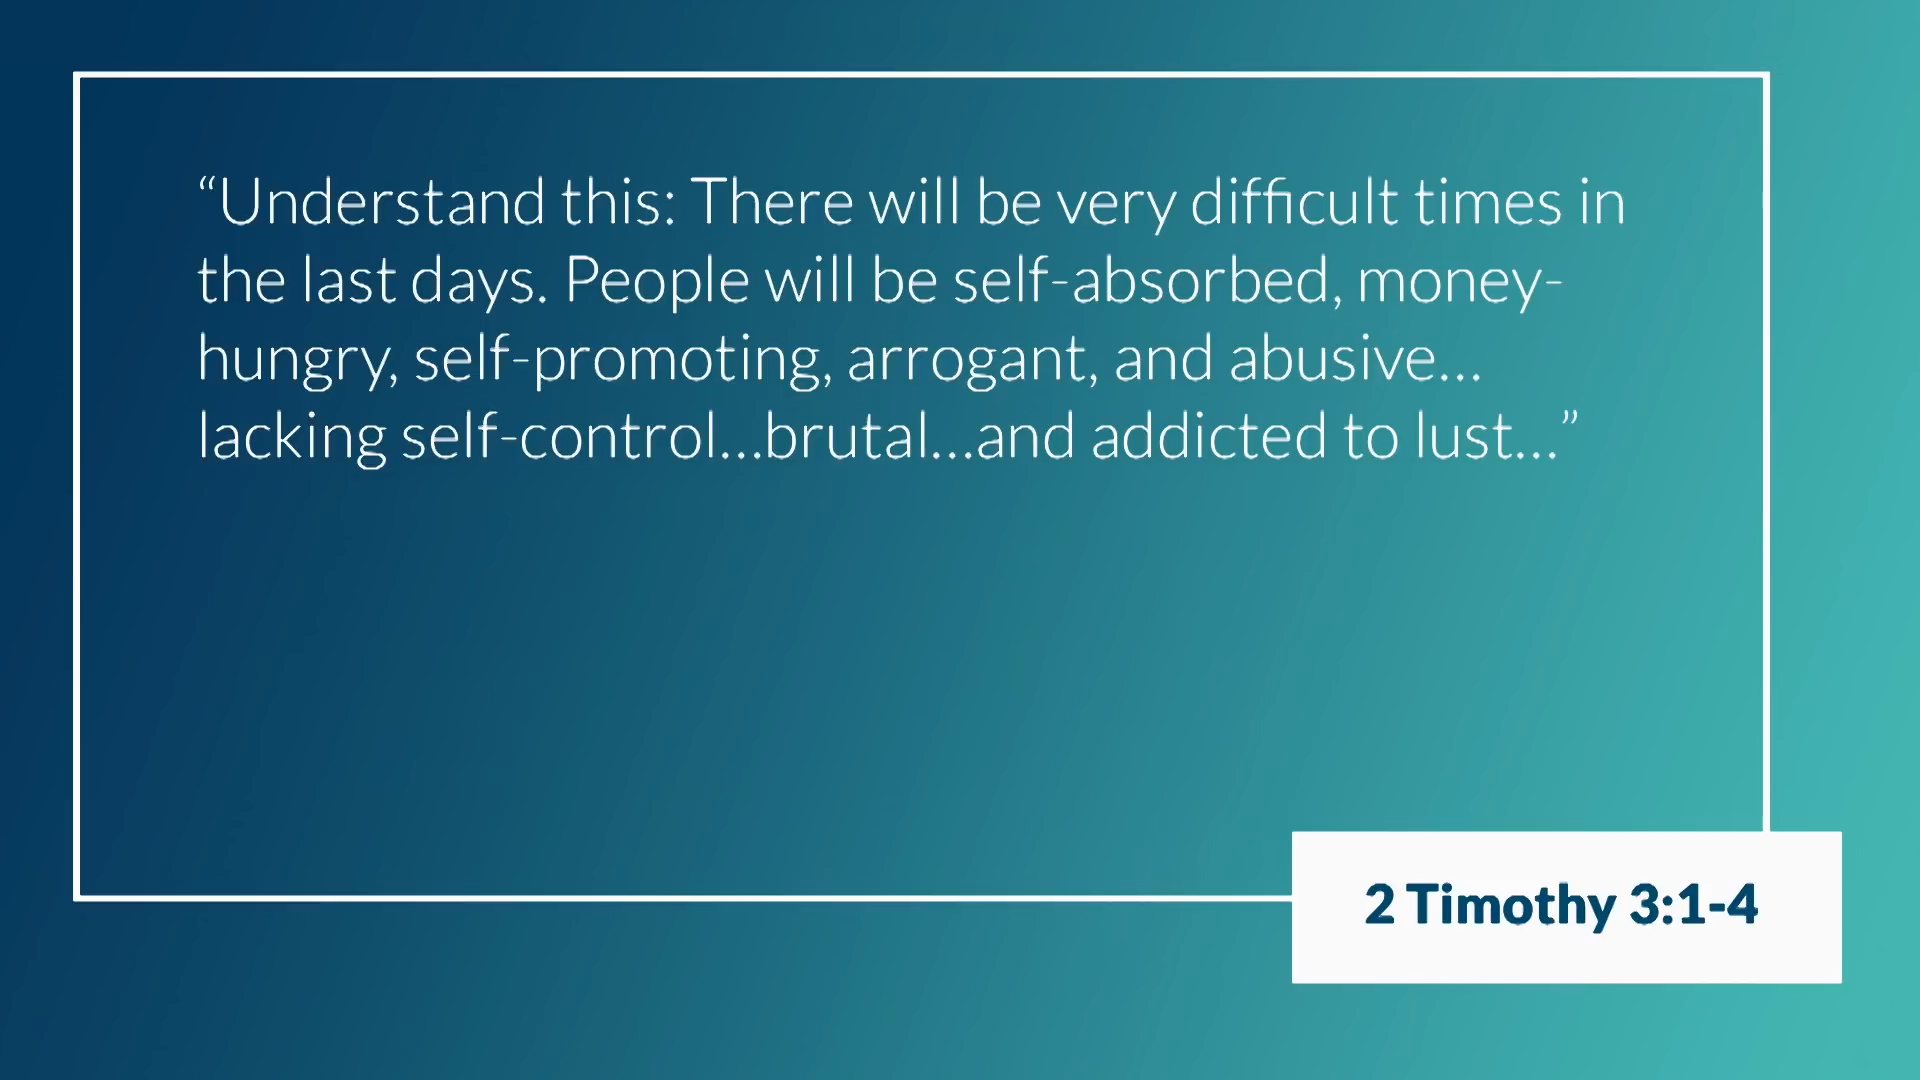 “Understand this: There will be very difficult times in
the last days. People will be self-absorbed, money-
hungry, self-promoting, arrogant, and abusive…
lacking self-control…brutal…and addicted to lust…”
2 Timothy 3:1-4